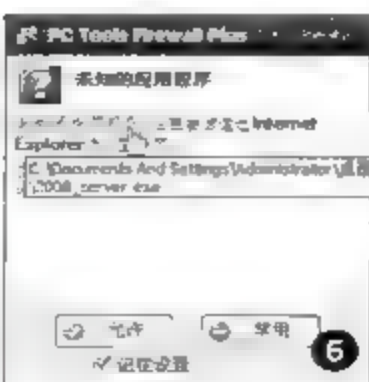 PC Tools Firewall Plus
未知的应用程序
Internet
Explorer
C:\Documents And Settings\Administrator\
\2008_server.exe
允许
禁用
记住设置
6